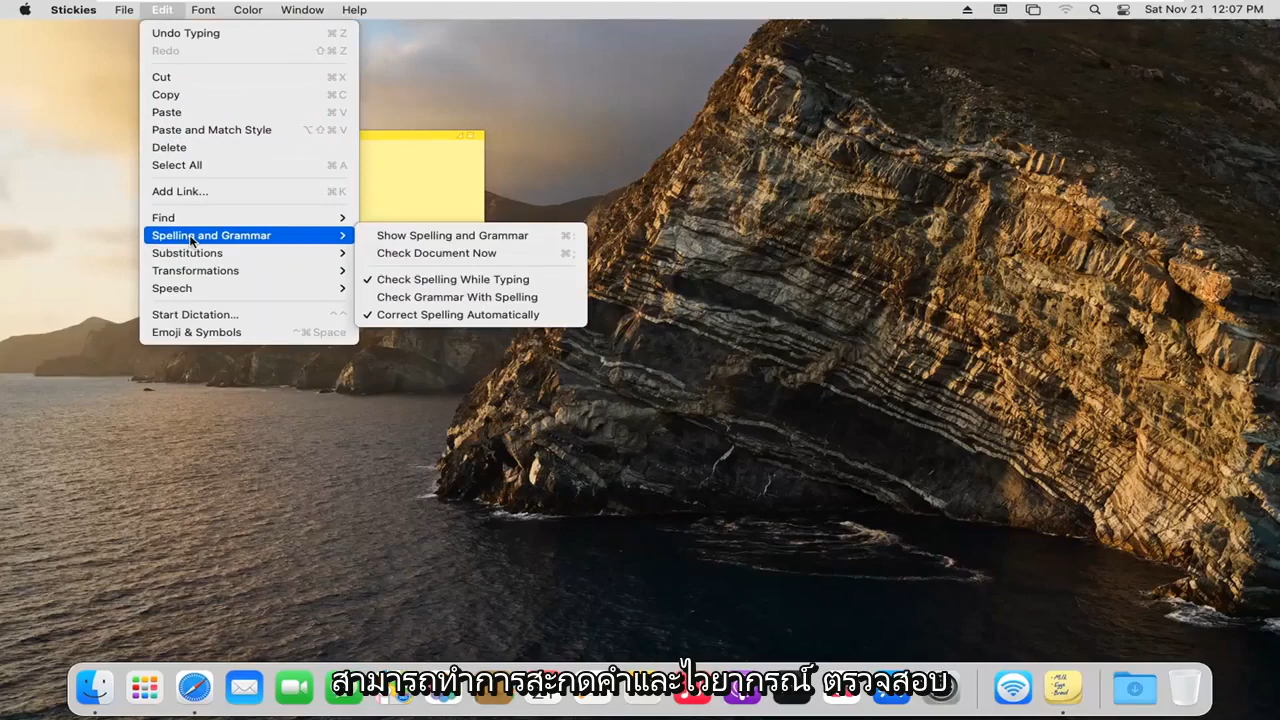 Stickies File Edit Font Color Window Help Sat Nov 21 12:07 PM
Undo Typing ⌘ Z
Redo ⇧ ⌘ Z
Cut ⌘ X
Copy ⌘ C
Paste ⌘ V
Paste and Match Style ⌥ ⇧ ⌘ V
Delete
Select All ⌘ A
Add Link... ⌘ K
Find >
Spelling and Grammar >
Substitutions >
Transformations >
Speech >
Start Dictation... ^ ^
Emoji & Symbols ^ ⌘ Space
Show Spelling and Grammar ⌘ :
Check Document Now ⌘ ;
✓ Check Spelling While Typing
Check Grammar With Spelling
✓ Correct Spelling Automatically
สามารถทำการสะกดคำและไวยากรณ์ ตรวจสอบ